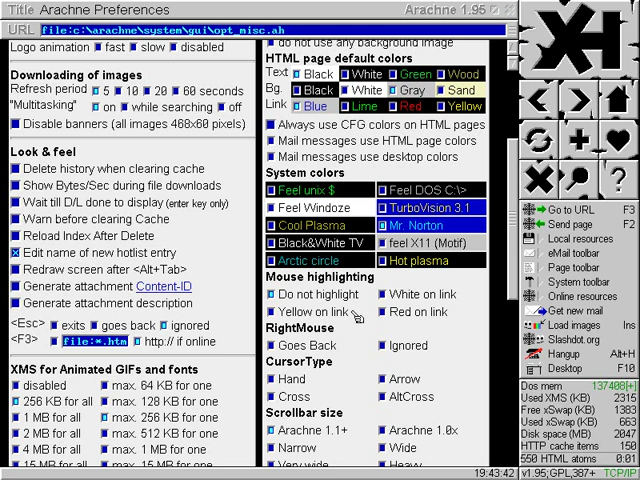 Title Arachne Preferences Arachne 1.95
URL file:c:\arachne\system\gui\opt_misc.ah
Logo animation fast slow disabled
Downloading of images
Refresh period 5 10 20 60 seconds
"Multitasking" on while searching off
Disable banners (all images 468x60 pixels)
Look & feel
Delete history when clearing cache
Show Bytes/Sec during file downloads
Wait till D/L done to display (enter key only)
Warn before clearing Cache
Reload Index After Delete
Edit name of new hotlist entry
Redraw screen after <Alt+Tab>
Generate attachment Content-ID
Generate attachment description
<Esc> exits goes back ignored
<F3> file:*.htm http:// if online
XMS for Animated GIFs and fonts
disabled max. 64 KB for one
256 KB for all max. 128 KB for one
1 MB for all max. 256 KB for one
2 MB for all max. 512 KB for one
4 MB for all max. 1 MB for one
15 MB for all max. 15 MB for one
do not use any background image
HTML page default colors
Text Black White Green Wood
Bg. Black White Gray Sand
Link Blue Lime Red Yellow
Always use CFG colors on HTML pages
Mail messages use HTML page colors
Mail messages use desktop colors
System colors
Feel unix $ Feel DOS C:\>
Feel Windoze TurboVision 3.1
Cool Plasma Mr. Norton
Black&White TV feel X11 (Motif)
Arctic circle Hot plasma
Mouse highlighting
Do not highlight White on link
Yellow on link Red on link
RightMouse
Goes Back Ignored
CursorType
Hand Arrow
Cross AltCross
Scrollbar size
Arachne 1.1+ Arachne 1.0x
Narrow Wide
Very wide Heavy
19:43:42
Go to URL F3
Send page F2
Local resources
eMail toolbar
Page toolbar
System toolbar
Online resources
Get new mail
Load images Ins
Slashdot.org
Hangup Alt+H
Desktop F10
Dos mem 137408[+]
Used XMS (KB) 2315
Free xSwap (KB) 1383
Used xSwap (KB) 663
Disk space (MB) 2047
HTTP cache items 150
550 HTML atoms 0:01
v1.95;GPL,387+ TCP/IP